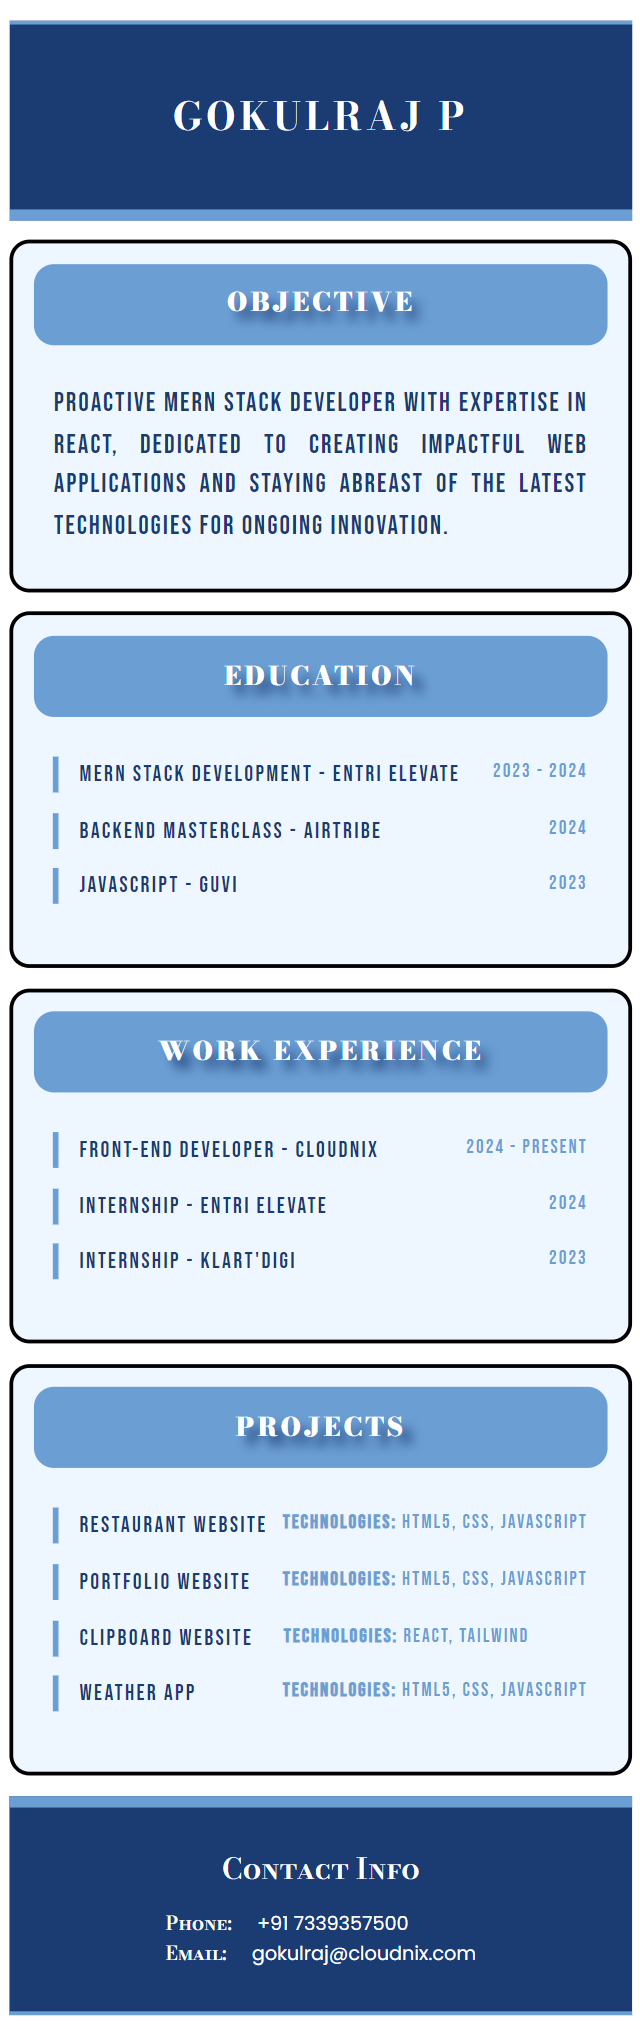 GOKULRAJ P
OBJECTIVE
PROACTIVE MERN STACK DEVELOPER WITH EXPERTISE IN
REACT, DEDICATED TO CREATING IMPACTFUL WEB
APPLICATIONS AND STAYING ABREAST OF THE LATEST
TECHNOLOGIES FOR ONGOING INNOVATION.
EDUCATION
MERN STACK DEVELOPMENT - ENTRI ELEVATE 2023 - 2024
BACKEND MASTERCLASS - AIRTRIBE 2024
JAVASCRIPT - GUVI 2023
WORK EXPERIENCE
FRONT-END DEVELOPER - CLOUDNIX 2024 - PRESENT
INTERNSHIP - ENTRI ELEVATE 2024
INTERNSHIP - KLART'DIGI 2023
PROJECTS
RESTAURANT WEBSITE TECHNOLOGIES: HTML5, CSS, JAVASCRIPT
PORTFOLIO WEBSITE TECHNOLOGIES: HTML5, CSS, JAVASCRIPT
CLIPBOARD WEBSITE TECHNOLOGIES: REACT, TAILWIND
WEATHER APP TECHNOLOGIES: HTML5, CSS, JAVASCRIPT
Contact Info
Phone: +91 7339357500
Email: gokulraj@cloudnix.com